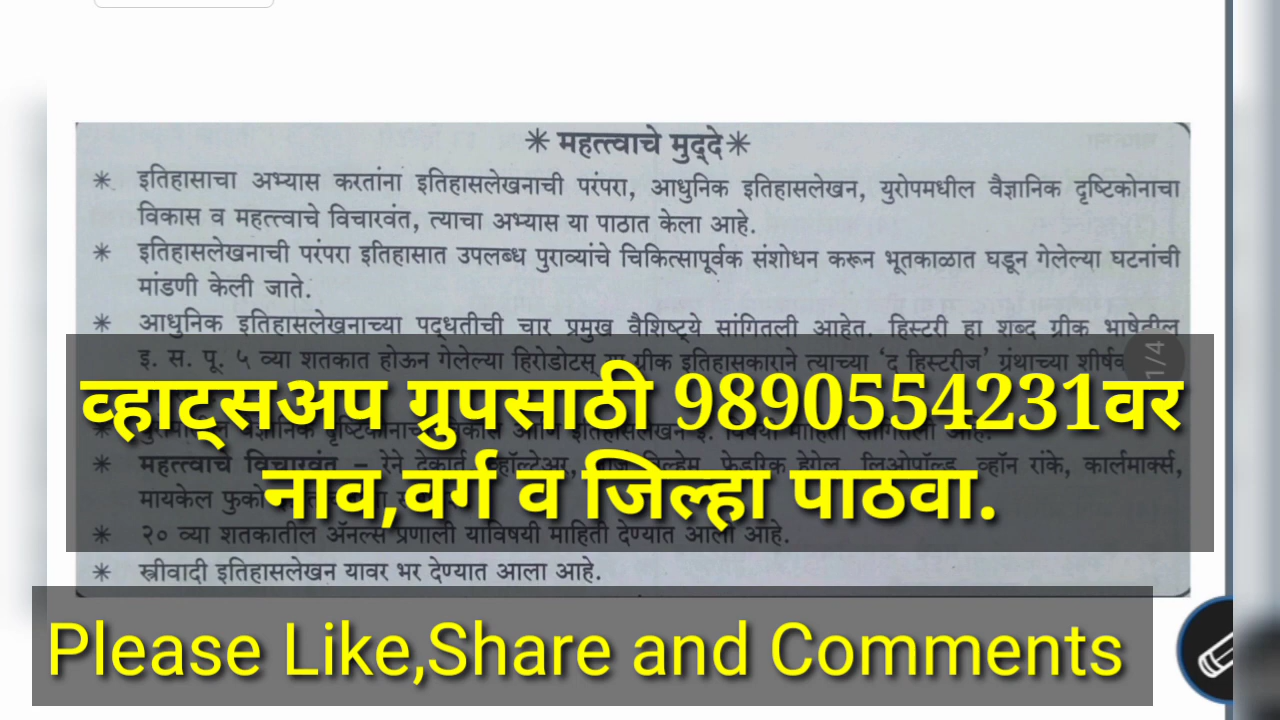 ✳ महत्त्वाचे मुद्‌दे ✳
✳ इतिहासाचा अभ्यास करतांना इतिहासलेखनाची परंपरा, आधुनिक इतिहासलेखन, युरोपमधील वैज्ञानिक दृष्टिकोनाचा
विकास व महत्त्वाचे विचारवंत, त्याचा अभ्यास या पाठात केला आहे.
✳ इतिहासलेखनाची परंपरा इतिहासात उपलब्ध पुराव्यांचे चिकित्सापूर्वक संशोधन करून भूतकाळात घडून गेलेल्या घटनांची
मांडणी केली जाते.
✳ आधुनिक इतिहासलेखनाच्या पद्धतीची चार प्रमुख वैशिष्ट्ये सांगितली आहेत. हिस्टरी हा शब्द ग्रीक भाषेतील
इ. स. पू. ५ व्या शतकात होऊन गेलेल्या हिरोडोटस् या ग्रीक इतिहासकाराने त्याच्या ‘द हिस्टरीज’ ग्रंथाच्या
1/4
व्हाट्सअप ग्रुपसाठी 9890554231वर
✳ महत्त्वाचे विचारवंत – रेने देकार्त, व्हॉल्टेअर, हेगेल, लिओपॉल्ड व्हॉन रांके, कार्लमार्क्स,
मायकेल फुको
नाव,वर्ग व जिल्हा पाठवा.
✳ २० व्या शतकातील ॲनल्स प्रणाली याविषयी माहिती देण्यात आली आहे.
✳ स्त्रीवादी इतिहासलेखन यावर भर देण्यात आला आहे.
Please Like,Share and Comments